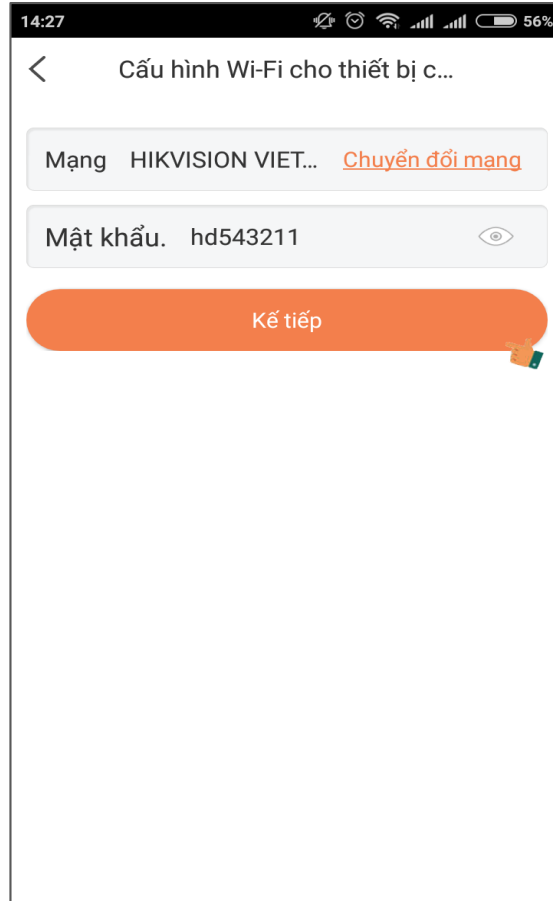 14:27 56%
Cấu hình Wi-Fi cho thiết bị c...
Mạng HIKVISION VIET... Chuyển đổi mạng
Mật khẩu. hd543211
Kế tiếp